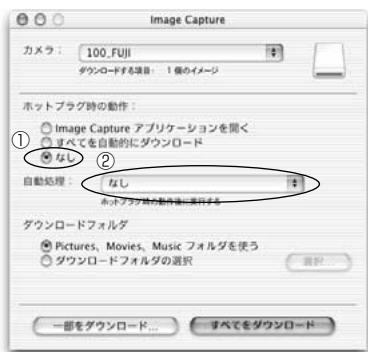 Image Capture
カメラ： 100_FUJI
ダウンロードする項目： 1 個のイメージ
ホットプラグ時の動作：
Image Capture アプリケーションを開く
① すべてを自動的にダウンロード
なし ②
自動処理： なし
ホットプラグ時の動作後に実行する
ダウンロードフォルダ
Pictures、Movies、Music フォルダを使う
ダウンロードフォルダの選択 選択...
一部をダウンロード... すべてをダウンロード